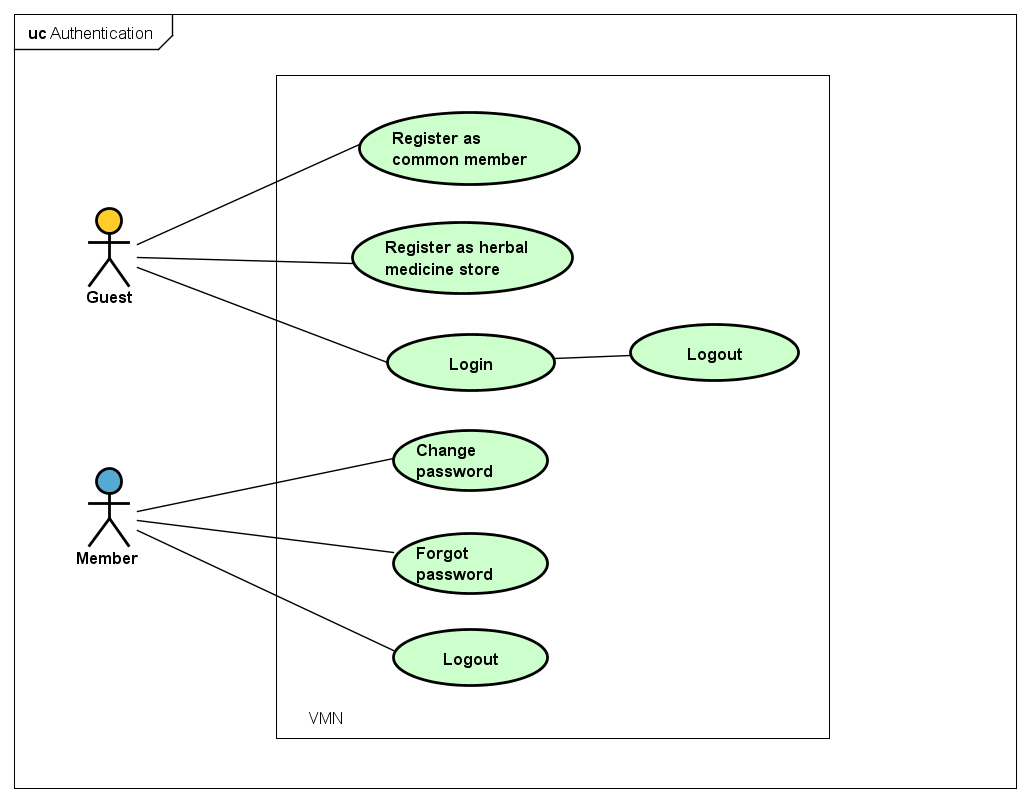 uc Authentication
Register as
common member
Register as herbal
medicine store
Guest
Login
Logout
Change
password
Member
Forgot
password
Logout
VMN